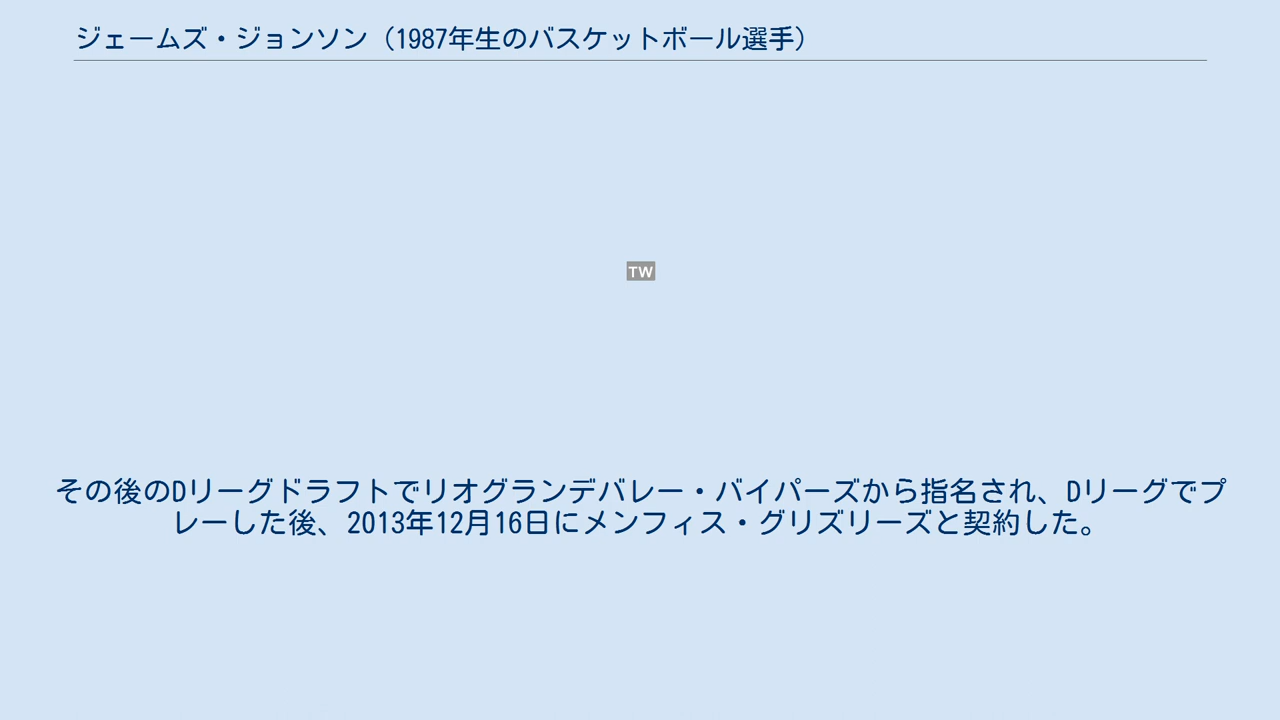 ジェームズ・ジョンソン（1987年生のバスケットボール選手）
TW
その後のDリーグドラフトでリオグランデバレー・バイパーズから指名され、Dリーグでプ
レーした後、2013年12月16日にメンフィス・グリズリーズと契約した。